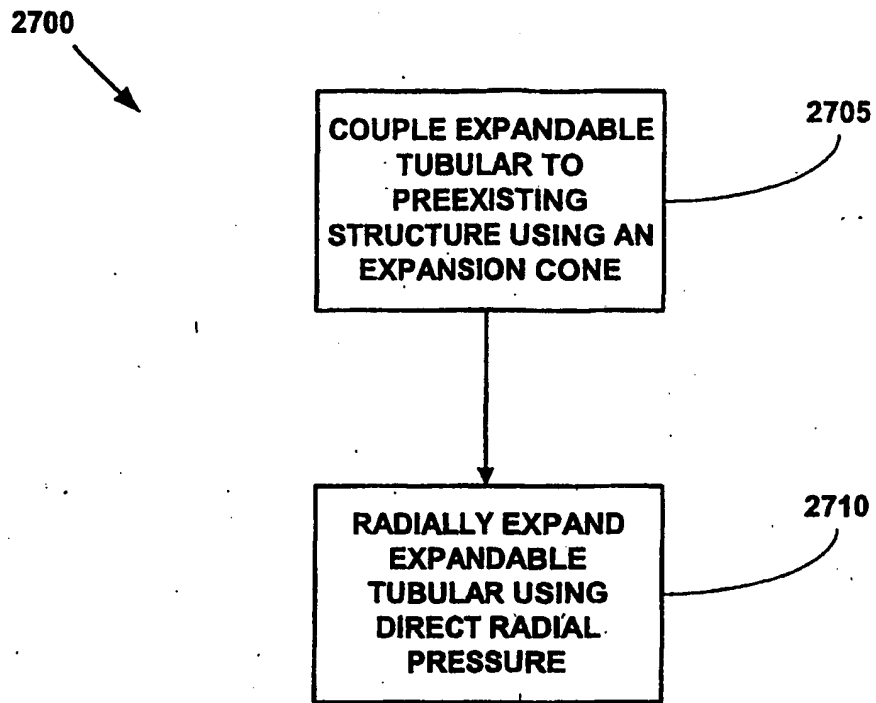 2700
COUPLE EXPANDABLE
TUBULAR TO
PREEXISTING
STRUCTURE USING AN
EXPANSION CONE
2705
RADIALLY EXPAND
EXPANDABLE
TUBULAR USING
DIRECT RADIAL
PRESSURE
2710